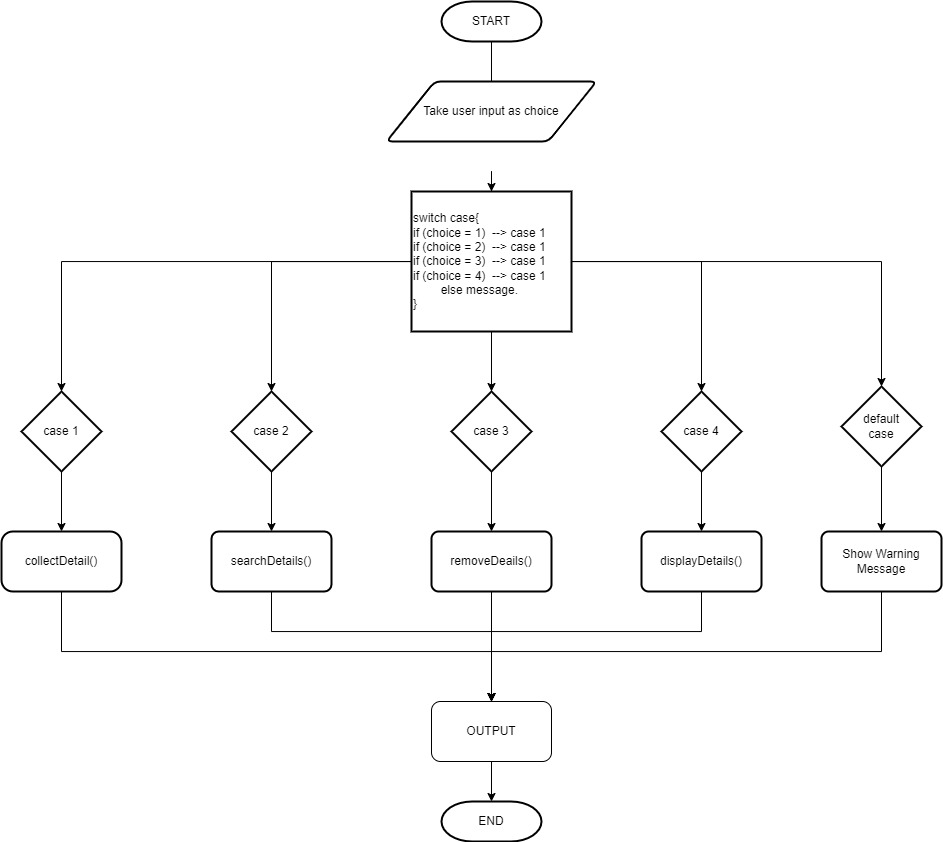 START
Take user input as choice
switch case{
if (choice = 1)  --> case 1
if (choice = 2)  --> case 1
if (choice = 3)  --> case 1
if (choice = 4)  --> case 1
else message.
}
case 1
case 2
case 3
case 4
default
case
collectDetail()
searchDetails()
removeDeails()
displayDetails()
Show Warning
Message
OUTPUT
END